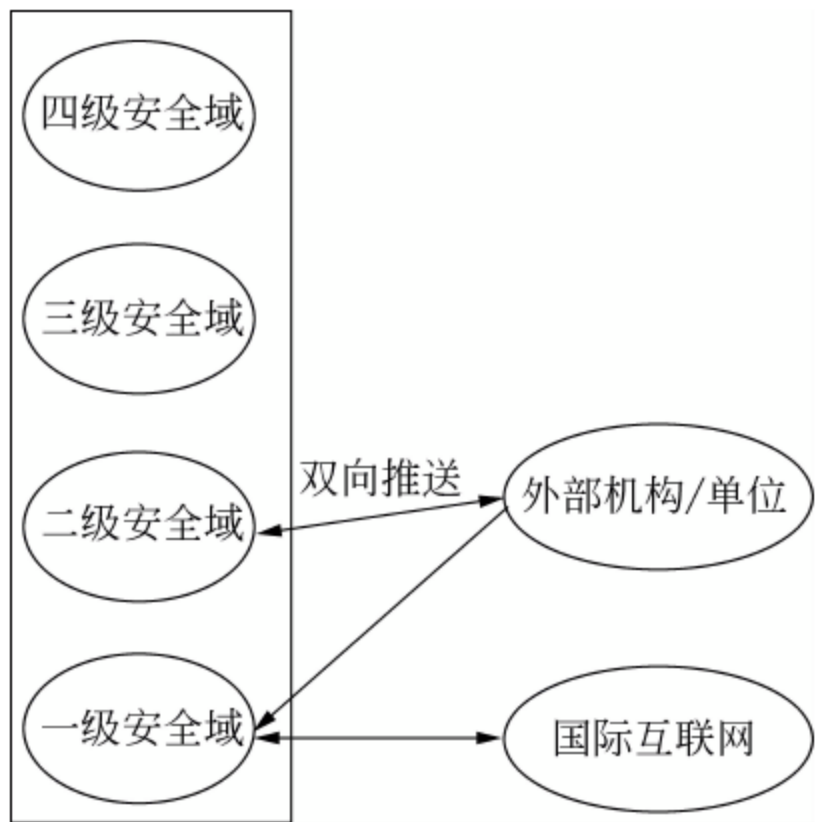 四级安全域
三级安全域
双向推送
二级安全域
外部机构/单位
一级安全域
国际互联网